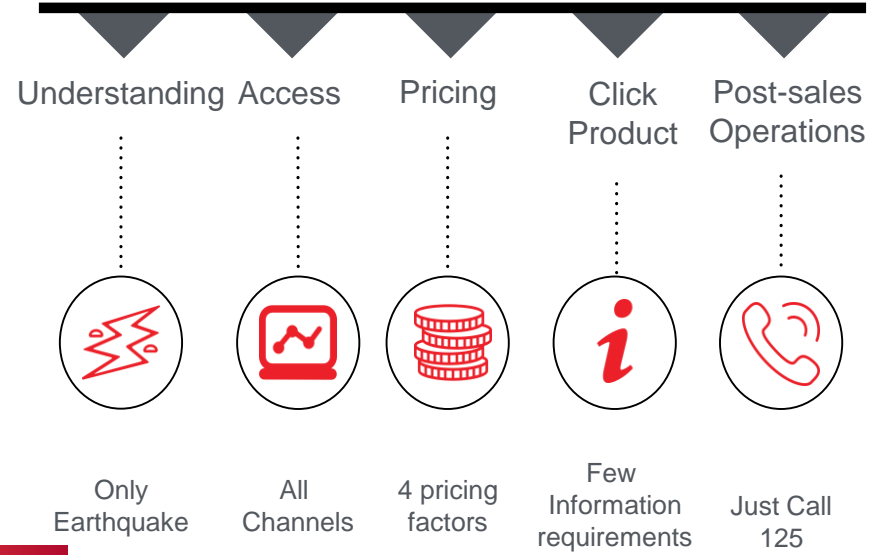 Understanding
Access
Pricing
Click
Product
Post-sales
Operations
Only
Earthquake
All
Channels
4 pricing
factors
Few
Information
requirements
Just Call
125